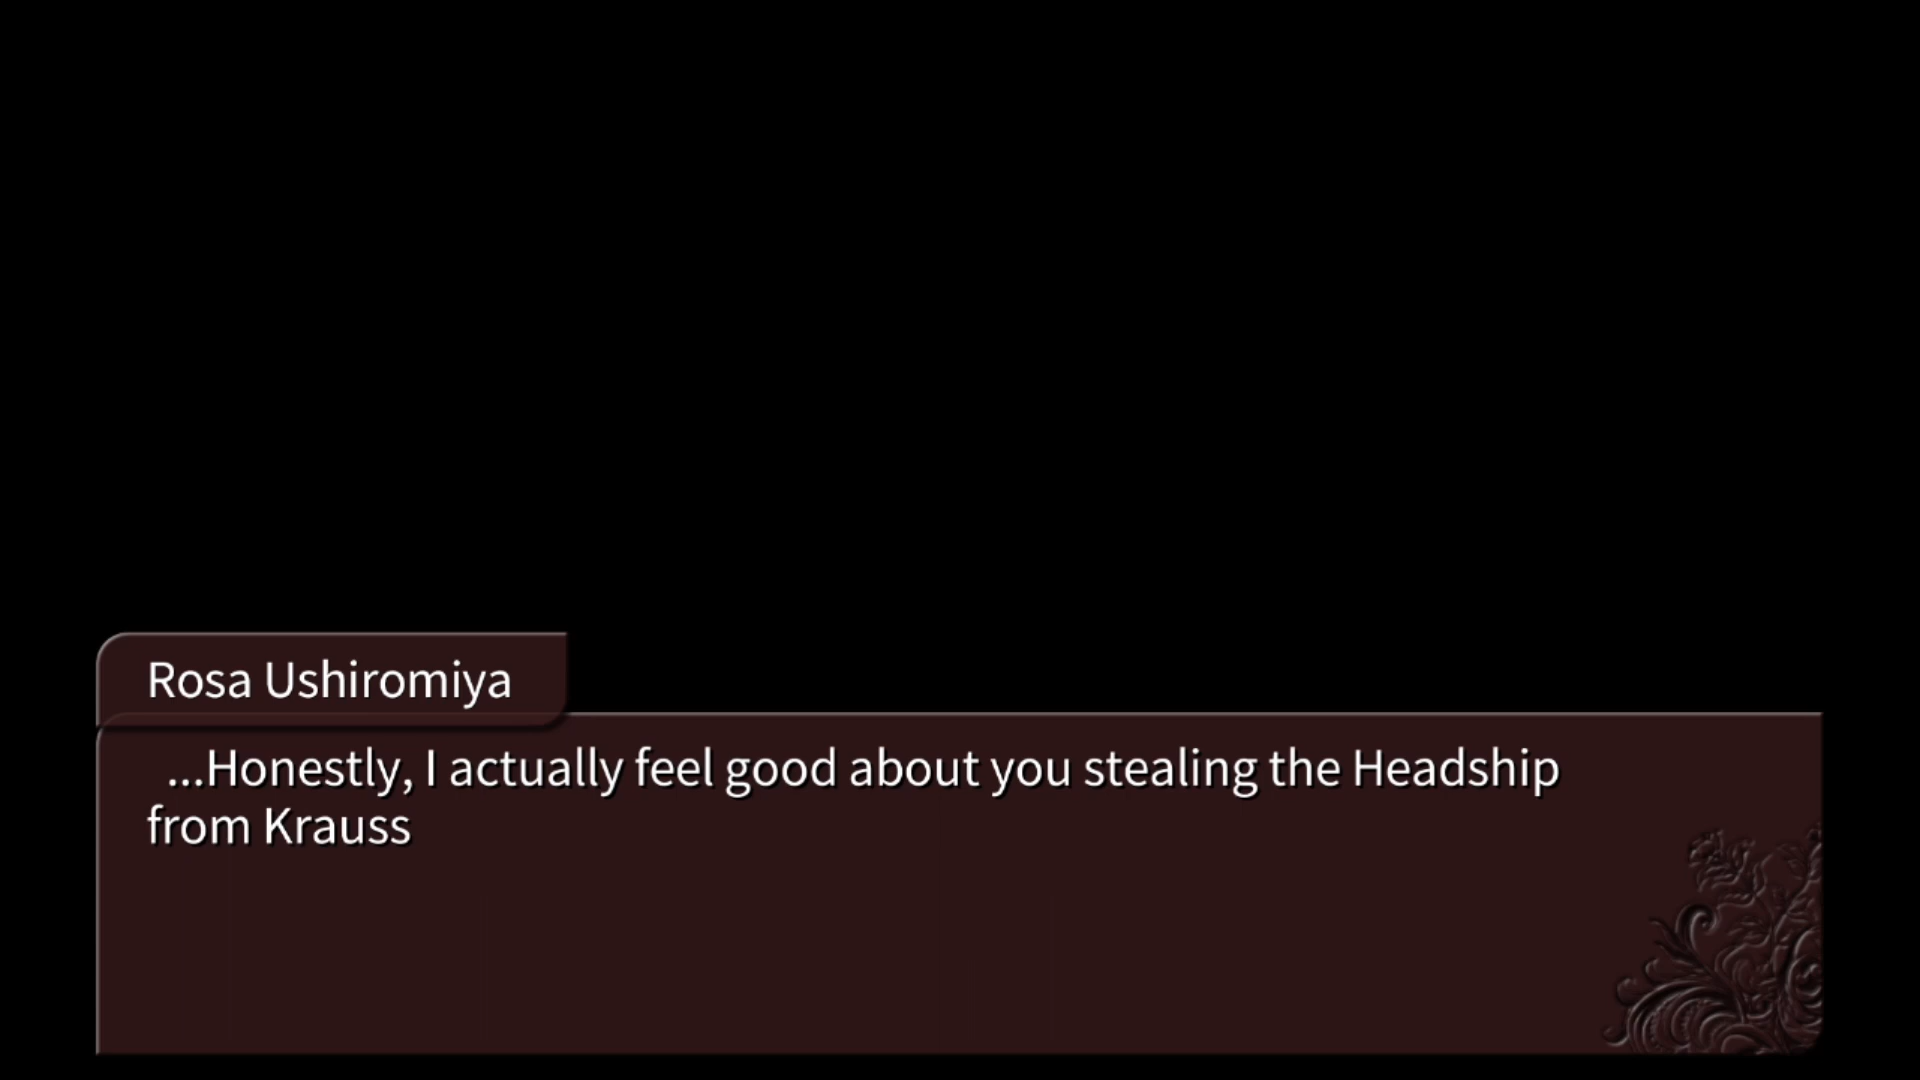 Rosa Ushiromiya
...Honestly, I actually feel good about you stealing the Headship
from Krauss